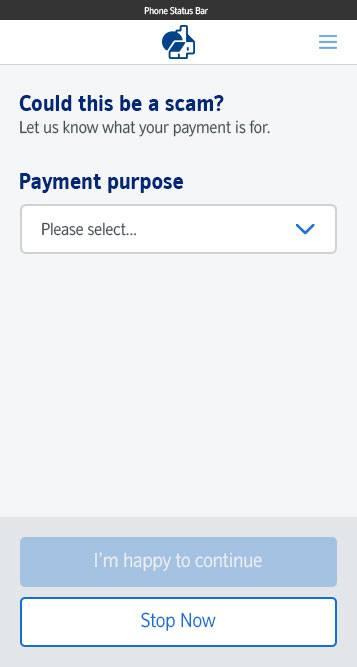 Phone Status Bar
Could this be a scam?
Let us know what your payment is for.
Payment purpose
Please select...
I'm happy to continue
Stop Now